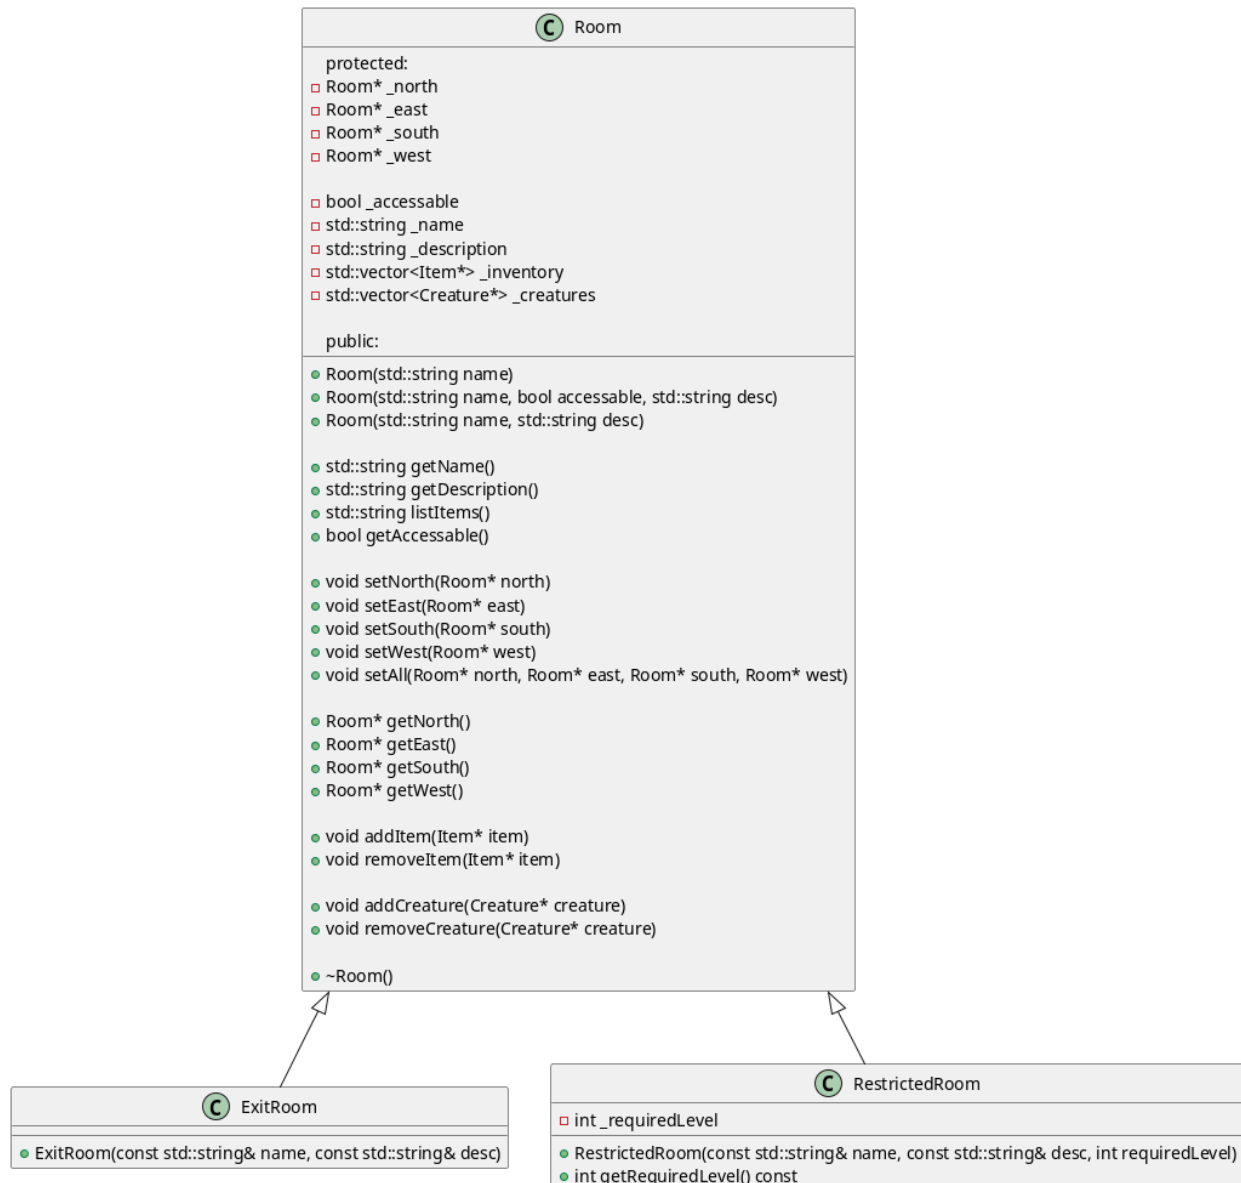 C Room
protected:
Room* _north
Room* _east
Room* _south
Room* _west
bool _accessable
std::string _name
std::string _description
std::vector<Item*> _inventory
std::vector<Creature*> _creatures
public:
Room(std::string name)
Room(std::string name, bool accessable, std::string desc)
Room(std::string name, std::string desc)
std::string getName()
std::string getDescription()
std::string listItems()
bool getAccessable()
void setNorth(Room* north)
void setEast(Room* east)
void setSouth(Room* south)
void setWest(Room* west)
void setAll(Room* north, Room* east, Room* south, Room* west)
Room* getNorth()
Room* getEast()
Room* getSouth()
Room* getWest()
void addItem(Item* item)
void removeItem(Item* item)
void addCreature(Creature* creature)
void removeCreature(Creature* creature)
~Room()
C ExitRoom
ExitRoom(const std::string& name, const std::string& desc)
C RestrictedRoom
int _requiredLevel
RestrictedRoom(const std::string& name, const std::string& desc, int requiredLevel)
int getRequiredLevel() const